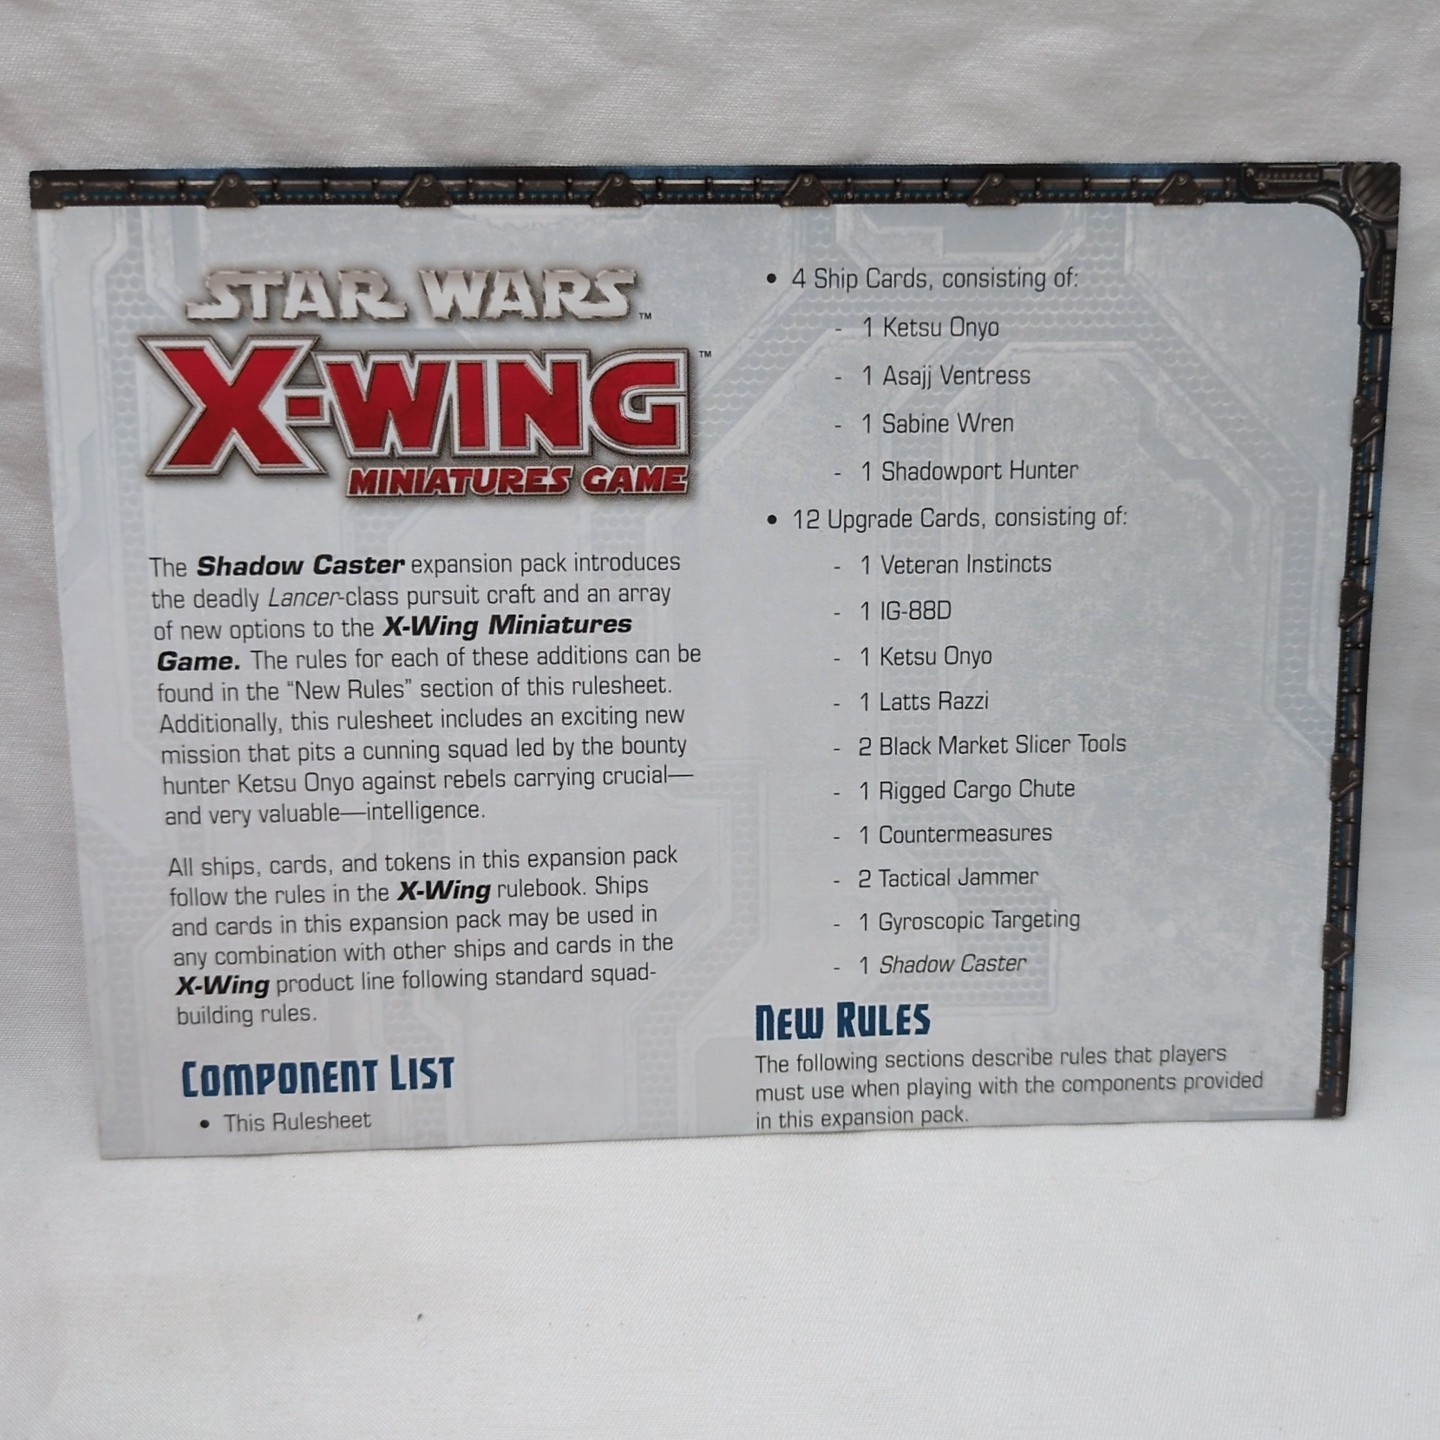 STAR WARS™
X-WING™
MINIATURES GAME
The Shadow Caster expansion pack introduces
the deadly Lancer-class pursuit craft and an array
of new options to the X-Wing Miniatures
Game. The rules for each of these additions can be
found in the “New Rules” section of this rulesheet.
Additionally, this rulesheet includes an exciting new
mission that pits a cunning squad led by the bounty
hunter Ketsu Onyo against rebels carrying crucial—
and very valuable—intelligence.
All ships, cards, and tokens in this expansion pack
follow the rules in the X-Wing rulebook. Ships
and cards in this expansion pack may be used in
any combination with other ships and cards in the
X-Wing product line following standard squad-
building rules.
Component List
• This Rulesheet
• 4 Ship Cards, consisting of:
- 1 Ketsu Onyo
- 1 Asajj Ventress
- 1 Sabine Wren
- 1 Shadowport Hunter
• 12 Upgrade Cards, consisting of:
- 1 Veteran Instincts
- 1 IG-88D
- 1 Ketsu Onyo
- 1 Latts Razzi
- 2 Black Market Slicer Tools
- 1 Rigged Cargo Chute
- 1 Countermeasures
- 2 Tactical Jammer
- 1 Gyroscopic Targeting
- 1 Shadow Caster
New Rules
The following sections describe rules that players
must use when playing with the components provided
in this expansion pack.